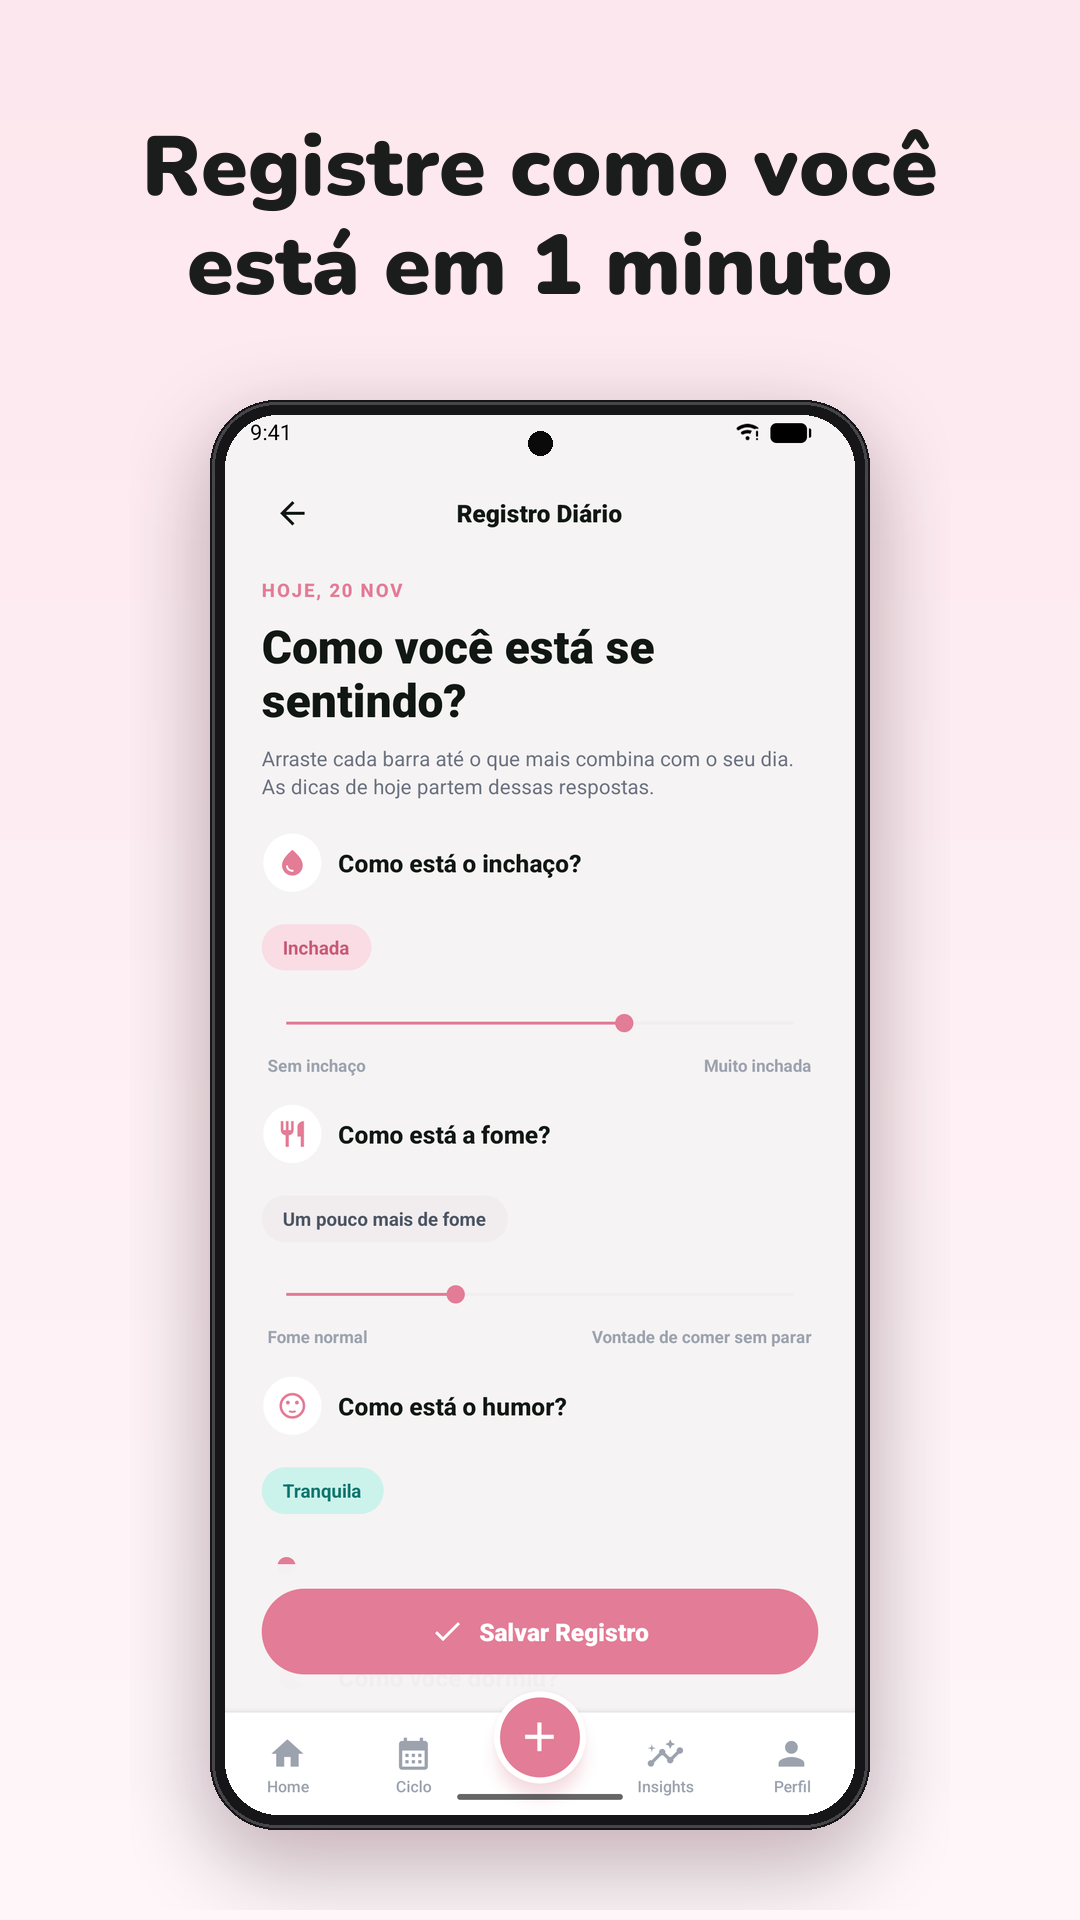 Registre como você
está em 1 minuto
9:41
Registro Diário
HOJE, 20 NOV
Como você está se
sentindo?
Arraste cada barra até o que mais combina com o seu dia.
As dicas de hoje partem dessas respostas.
Como está o inchaço?
Inchada
Sem inchaço
Muito inchada
Como está a fome?
Um pouco mais de fome
Fome normal
Vontade de comer sem parar
Como está o humor?
Tranquila
Salvar Registro
Como você dormiu?
Home
Ciclo
Insights
Perfil